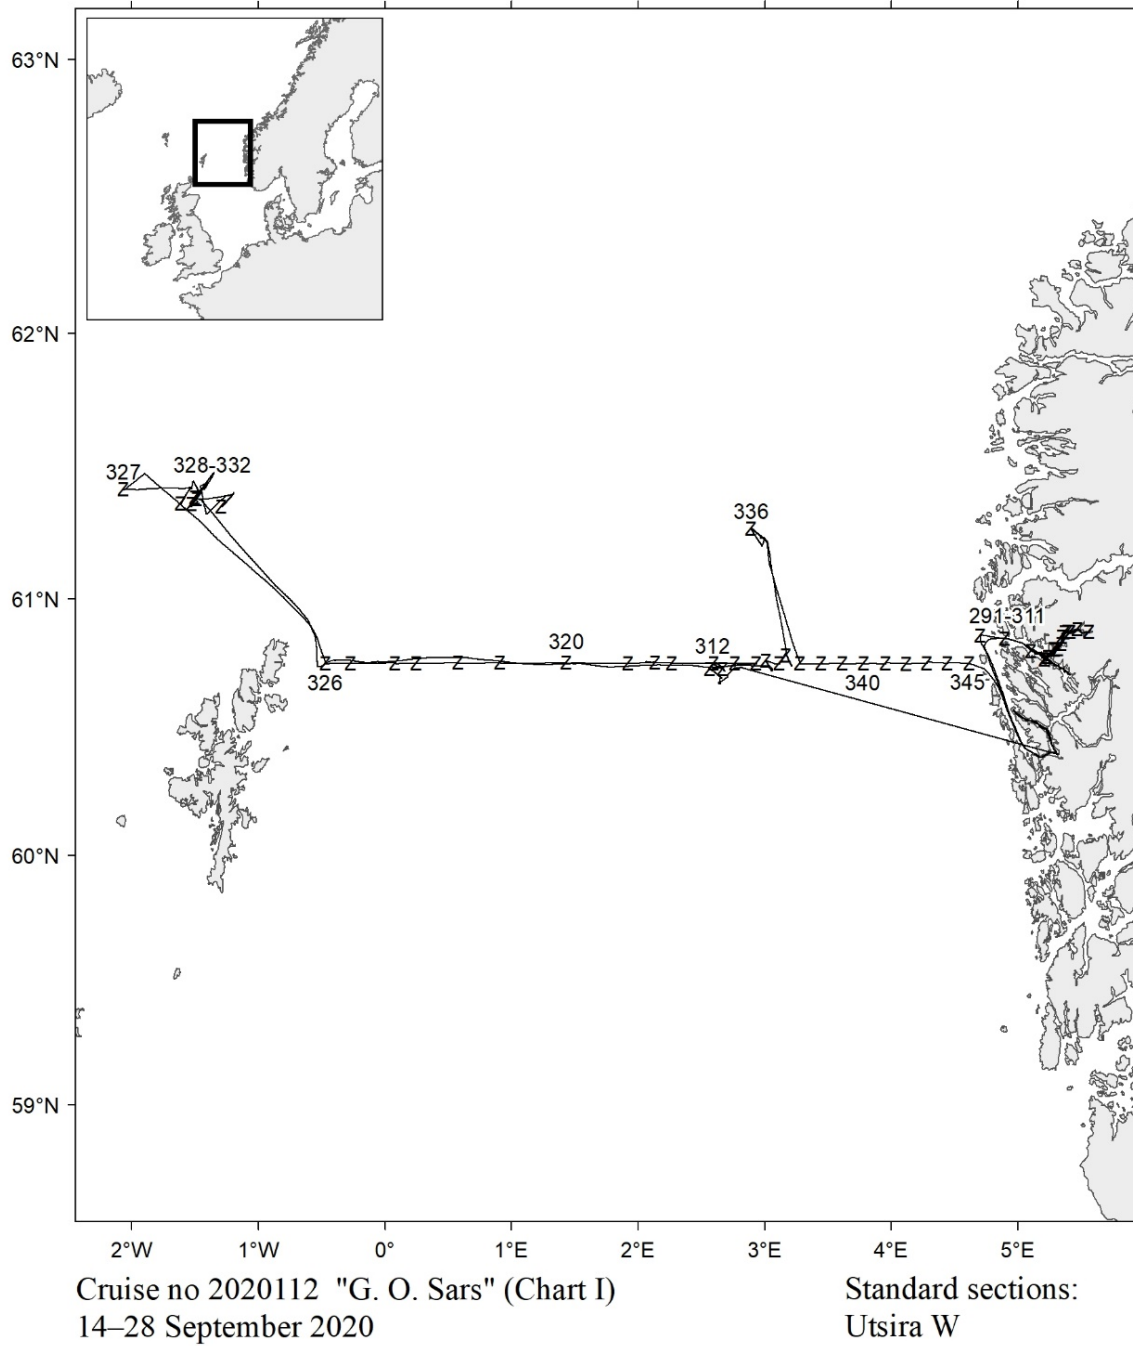 63°N
62°N
61°N
60°N
59°N
327
328-332
336
291-311
320
312
326
340
345
2°W
1°W
0°
1°E
2°E
3°E
4°E
5°E
Cruise no 2020112 "G. O. Sars" (Chart I)
14–28 September 2020
Standard sections:
Utsira W